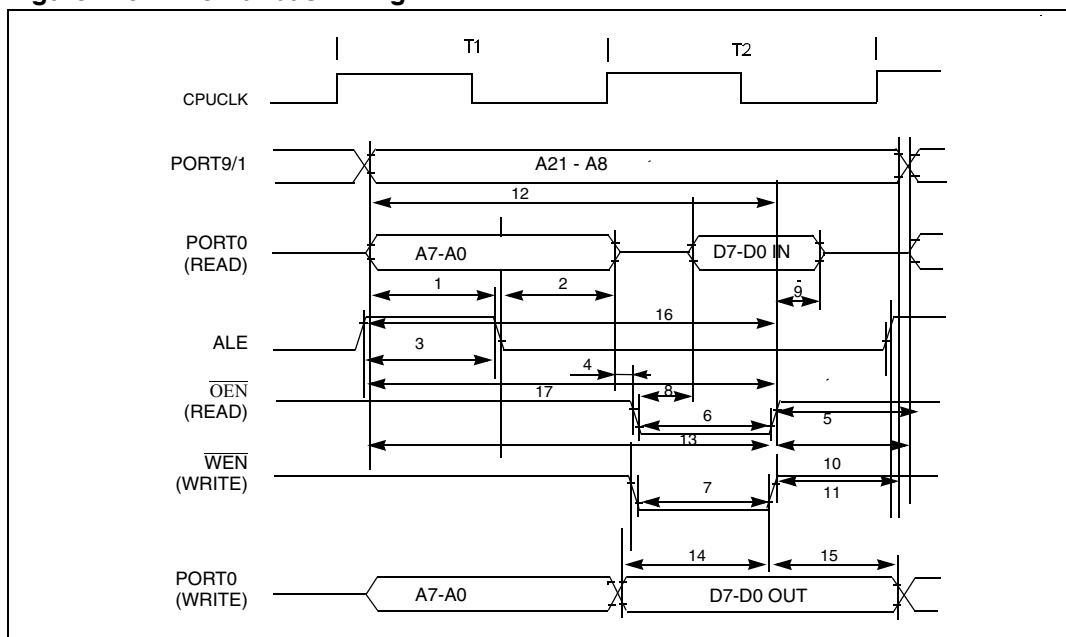 T1 T2
CPUCLK
PORT9/1
A21 - A8
12
PORT0
(READ)
A7-A0
D7-D0 IN
1
2
9
16
ALE
3
4
OEN
(READ)
17
8
6
5
13
WEN
(WRITE)
10
7
11
14
15
PORT0
(WRITE)
A7-A0
D7-D0 OUT